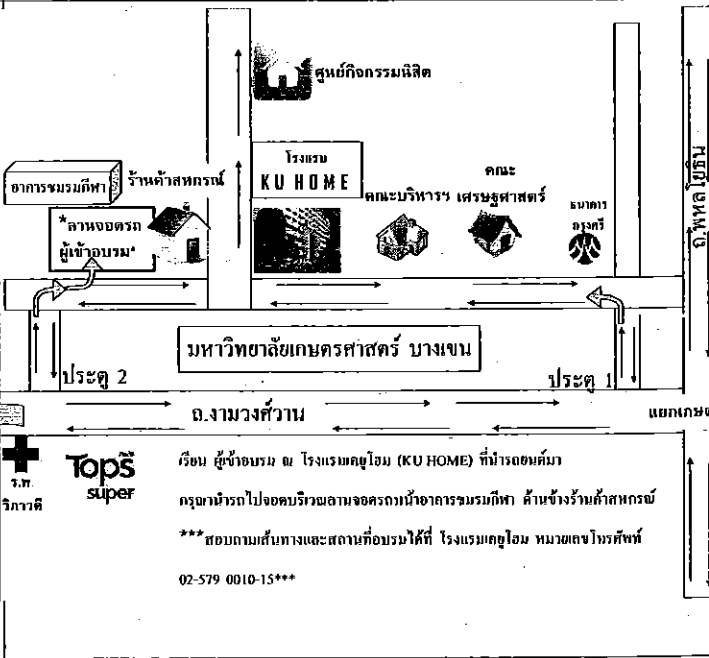 ศูนย์กิจกรรมนิสิต
โรงแรม
KU HOME
อาคารชมรมกีฬา
ร้านค้าสหกรณ์
คณะบริหารฯ
คณะ
เศรษฐศาสตร์
ธนาคาร
กรุงศรี
*ลานจอดรถ
ผู้เข้าอบรม*
ถ.พหลโยธิน
มหาวิทยาลัยเกษตรศาสตร์ บางเขน
ประตู 2
ประตู 1
ถ.งามวงศ์วาน
แยกเกษต
ร.พ.
วิภาวดี
Tops
super
เรียน ผู้เข้าอบรม ณ โรงแรมเคยูโฮม (KU HOME) ที่นำรถยนต์มา
กรุณานำรถไปจอดบริเวณลานจอดรถหน้าอาคารชมรมกีฬา ด้านข้างร้านค้าสหกรณ์
***สอบถามเส้นทางและสถานที่อบรมได้ที่ โรงแรมเคยูโฮม หมายเลขโทรศัพท์
02-579 0010-15***